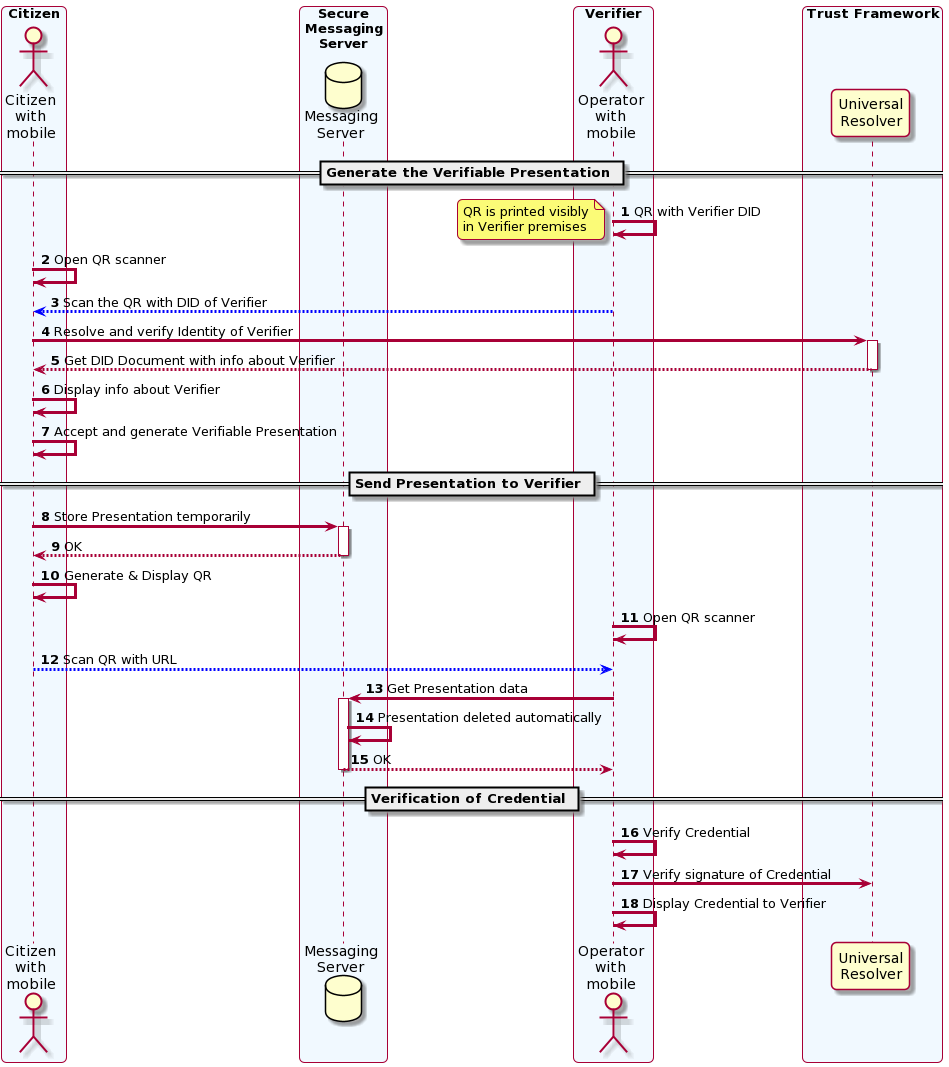 Citizen
Secure
Messaging
Server
Verifier
Trust Framework
Citizen
with
mobile
Messaging
Server
Operator
with
mobile
Universal
Resolver
Generate the Verifiable Presentation
QR is printed visibly
in Verifier premises
1 QR with Verifier DID
2 Open QR scanner
3 Scan the QR with DID of Verifier
4 Resolve and verify Identity of Verifier
5 Get DID Document with info about Verifier
6 Display info about Verifier
7 Accept and generate Verifiable Presentation
Send Presentation to Verifier
8 Store Presentation temporarily
9 OK
10 Generate & Display QR
11 Open QR scanner
12 Scan QR with URL
13 Get Presentation data
14 Presentation deleted automatically
15 OK
Verification of Credential
16 Verify Credential
17 Verify signature of Credential
18 Display Credential to Verifier
Citizen
with
mobile
Messaging
Server
Operator
with
mobile
Universal
Resolver